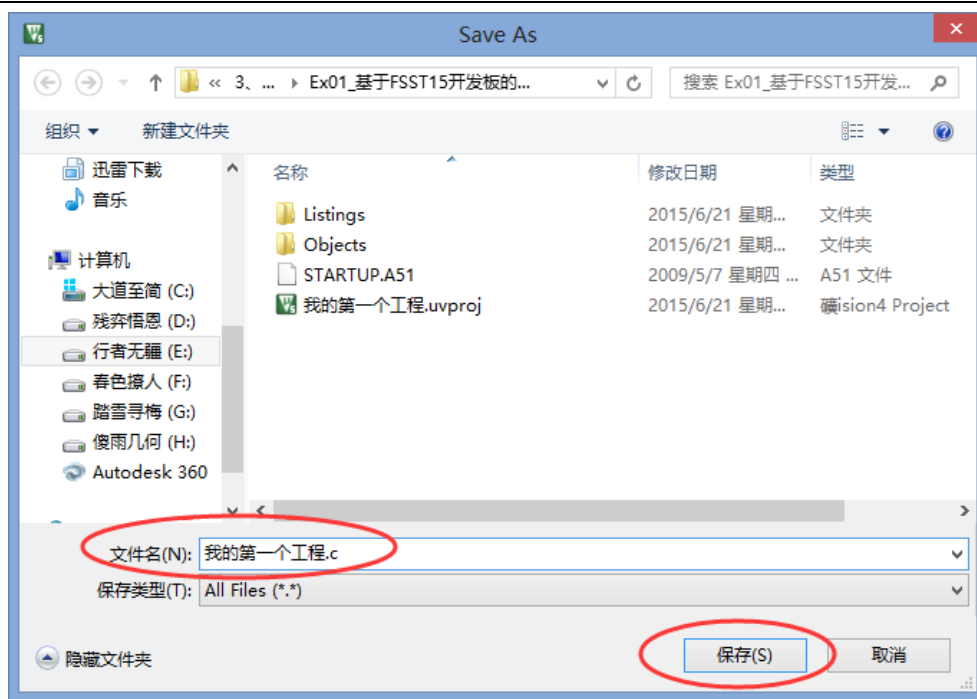 Save As
« 3、... Ex01_基于FSST15开发板的...
搜索 Ex01_基于FSST15开发...
组织 新建文件夹
迅雷下载
音乐
计算机
大道至简 (C:)
残弃悟恩 (D:)
行者无疆 (E:)
春色撩人 (F:)
踏雪寻梅 (G:)
傻雨几何 (H:)
Autodesk 360
名称 修改日期 类型
Listings 2015/6/21 星期... 文件夹
Objects 2015/6/21 星期... 文件夹
STARTUP.A51 2009/5/7 星期四 ... A51 文件
我的第一个工程.uvproj 2015/6/21 星期... 礦ision4 Project
文件名(N): 我的第一个工程.c
保存类型(T): All Files (*.*)
隐藏文件夹 保存(S) 取消